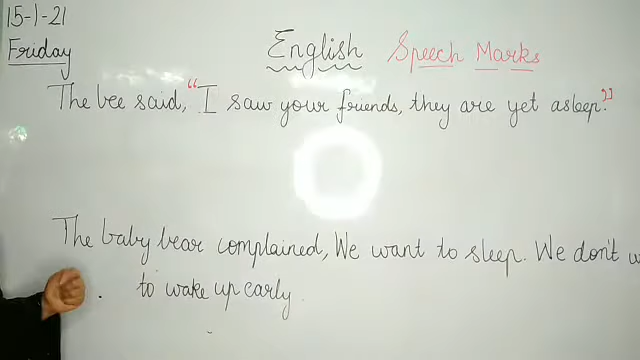 15-1-21
Friday
English Speech Marks
The bee said, "I saw your friends, they are yet asleep."
The baby bear complained, We want to sleep. We don't
to wake up early.